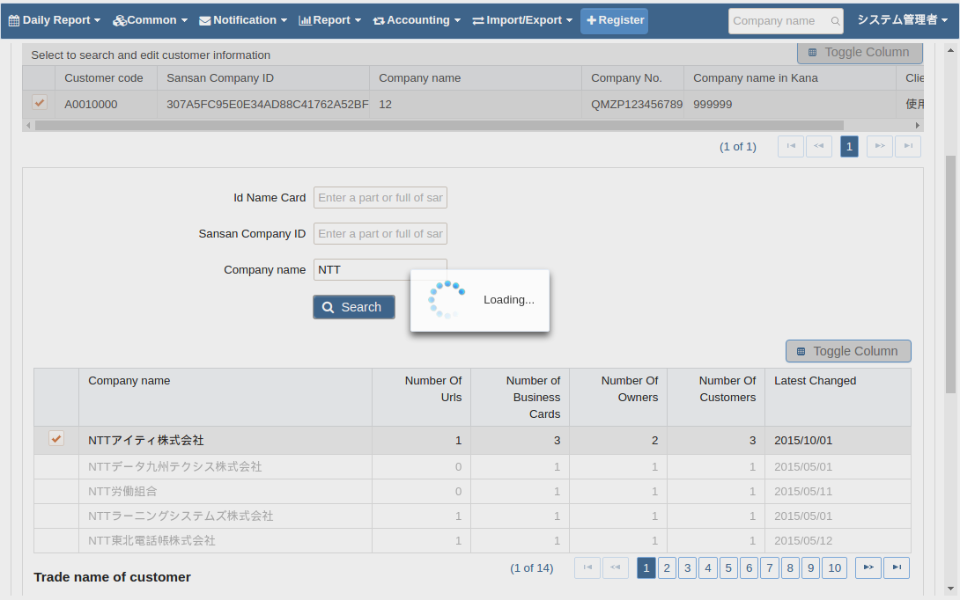 Daily Report Common Notification Report Accounting Import/Export Register Company name システム管理者
Select to search and edit customer information Toggle Column
Customer code Sansan Company ID Company name Company No. Company name in Kana Clie
A0010000 307A5FC95E0E34AD88C41762A52BF 12 QMZP123456789 999999 使用
(1 of 1) 1
Id Name Card Enter a part or full of sar
Sansan Company ID Enter a part or full of sar
Company name NTT
Search
Loading...
Toggle Column
Company name Number Of Urls Number of Business Cards Number Of Owners Number Of Customers Latest Changed
NTTアイティ株式会社 1 3 2 3 2015/10/01
NTTデータ九州テクシス株式会社 0 1 1 1 2015/05/01
NTT労働組合 0 1 1 1 2015/05/11
NTTラーニングシステムズ株式会社 1 1 1 1 2015/05/01
NTT東北電話帳株式会社 1 1 1 1 2015/05/12
(1 of 14) 1 2 3 4 5 6 7 8 9 10
Trade name of customer